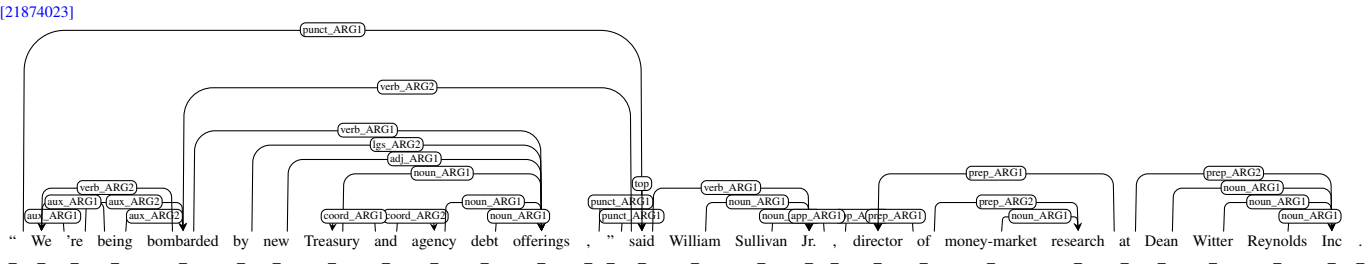 [21874023]
punct_ARG1
verb_ARG2
verb_ARG1
lgs_ARG2
adj_ARG1
noun_ARG1 prep_ARG1 prep_ARG2
top
verb_ARG2 verb_ARG1 noun_ARG1
aux_ARG1 aux_ARG2 noun_ARG1 punct_ARG1 noun_ARG1 prep_ARG2 noun_ARG1
aux_ARG1 aux_ARG2 coord_ARG1 coord_ARG2 noun_ARG1 punct_ARG1 app_ARG1 prep_ARG1 noun_ARG1 noun_ARG1
“ We ’re being bombarded by new Treasury and agency debt offerings , ” said William Sullivan Jr. , director of money-market research at Dean Witter Reynolds Inc .
_ _ _ _ _ _ _ _ _ _ _ _ _ _ _ _ _ _ _ _ _ _ _ _ _ _ _ _ _ _